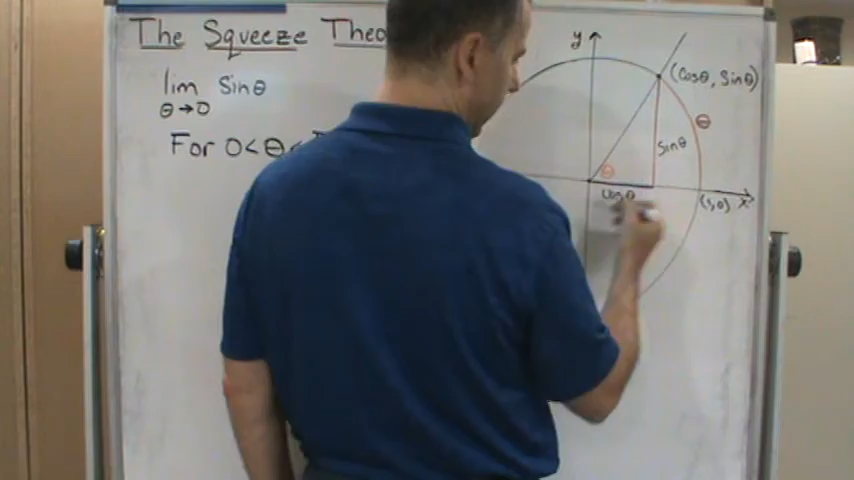 The Squeeze Theo
lim Sinθ
θ→0
For 0<θ<
y
(Cosθ, Sinθ)
θ
Sinθ
θ
Cosθ
(1,0)
x